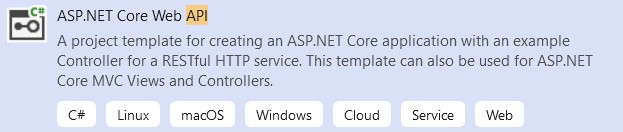 C#
ASP.NET Core Web API
A project template for creating an ASP.NET Core application with an example
Controller for a RESTful HTTP service. This template can also be used for ASP.NET
Core MVC Views and Controllers.
C# Linux macOS Windows Cloud Service Web